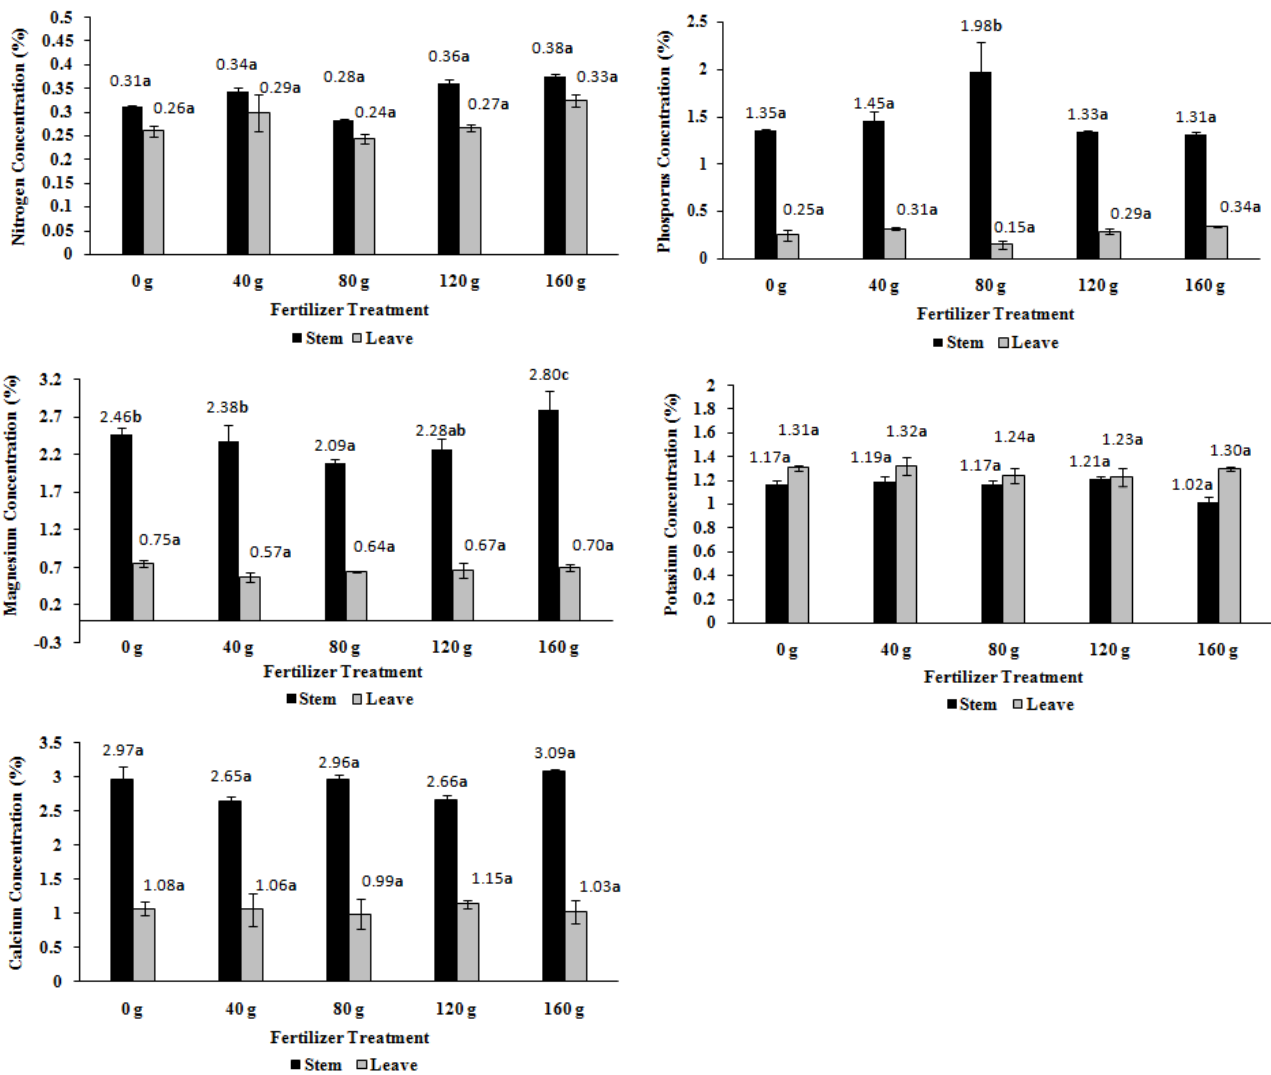 Nitrogen Concentration (%)
0.5
0.45
0.4
0.35
0.3
0.25
0.2
0.15
0.1
0.05
0
0.31a
0.26a
0.34a
0.29a
0.28a
0.24a
0.36a
0.27a
0.38a
0.33a
0 g 40 g 80 g 120 g 160 g
Fertilizer Treatment
Stem Leave
Phosporus Concntration (%)
2.5
2
1.5
1
0.5
0
1.35a
0.25a
1.45a
0.31a
1.98b
0.15a
1.33a
0.29a
1.31a
0.34a
0 g 40 g 80 g 120 g 160 g
Fertilizer Treatment
Stem Leave
Magnesium Concentration (%)
3.2
2.7
2.2
1.7
1.2
0.7
0.2
-0.3
2.46b
0.75a
2.38b
0.57a
2.09a
0.64a
2.28ab
0.67a
2.80c
0.70a
0 g 40 g 80 g 120 g 160 g
Fertilizer Treatment
Stem Leave
Potasium Concentration (%)
2
1.8
1.6
1.4
1.2
1
0.8
0.6
0.4
0.2
0
1.17a
1.31a
1.19a
1.32a
1.17a
1.24a
1.21a
1.23a
1.02a
1.30a
0 g 40 g 80 g 120 g 160 g
Fertilizer Treatment
Stem Leave
Calcium Concentration (%)
3.5
3
2.5
2
1.5
1
0.5
0
2.97a
1.08a
2.65a
1.06a
2.96a
0.99a
2.66a
1.15a
3.09a
1.03a
0 g 40 g 80 g 120 g 160 g
Fertilizer Treatment
Stem Leave